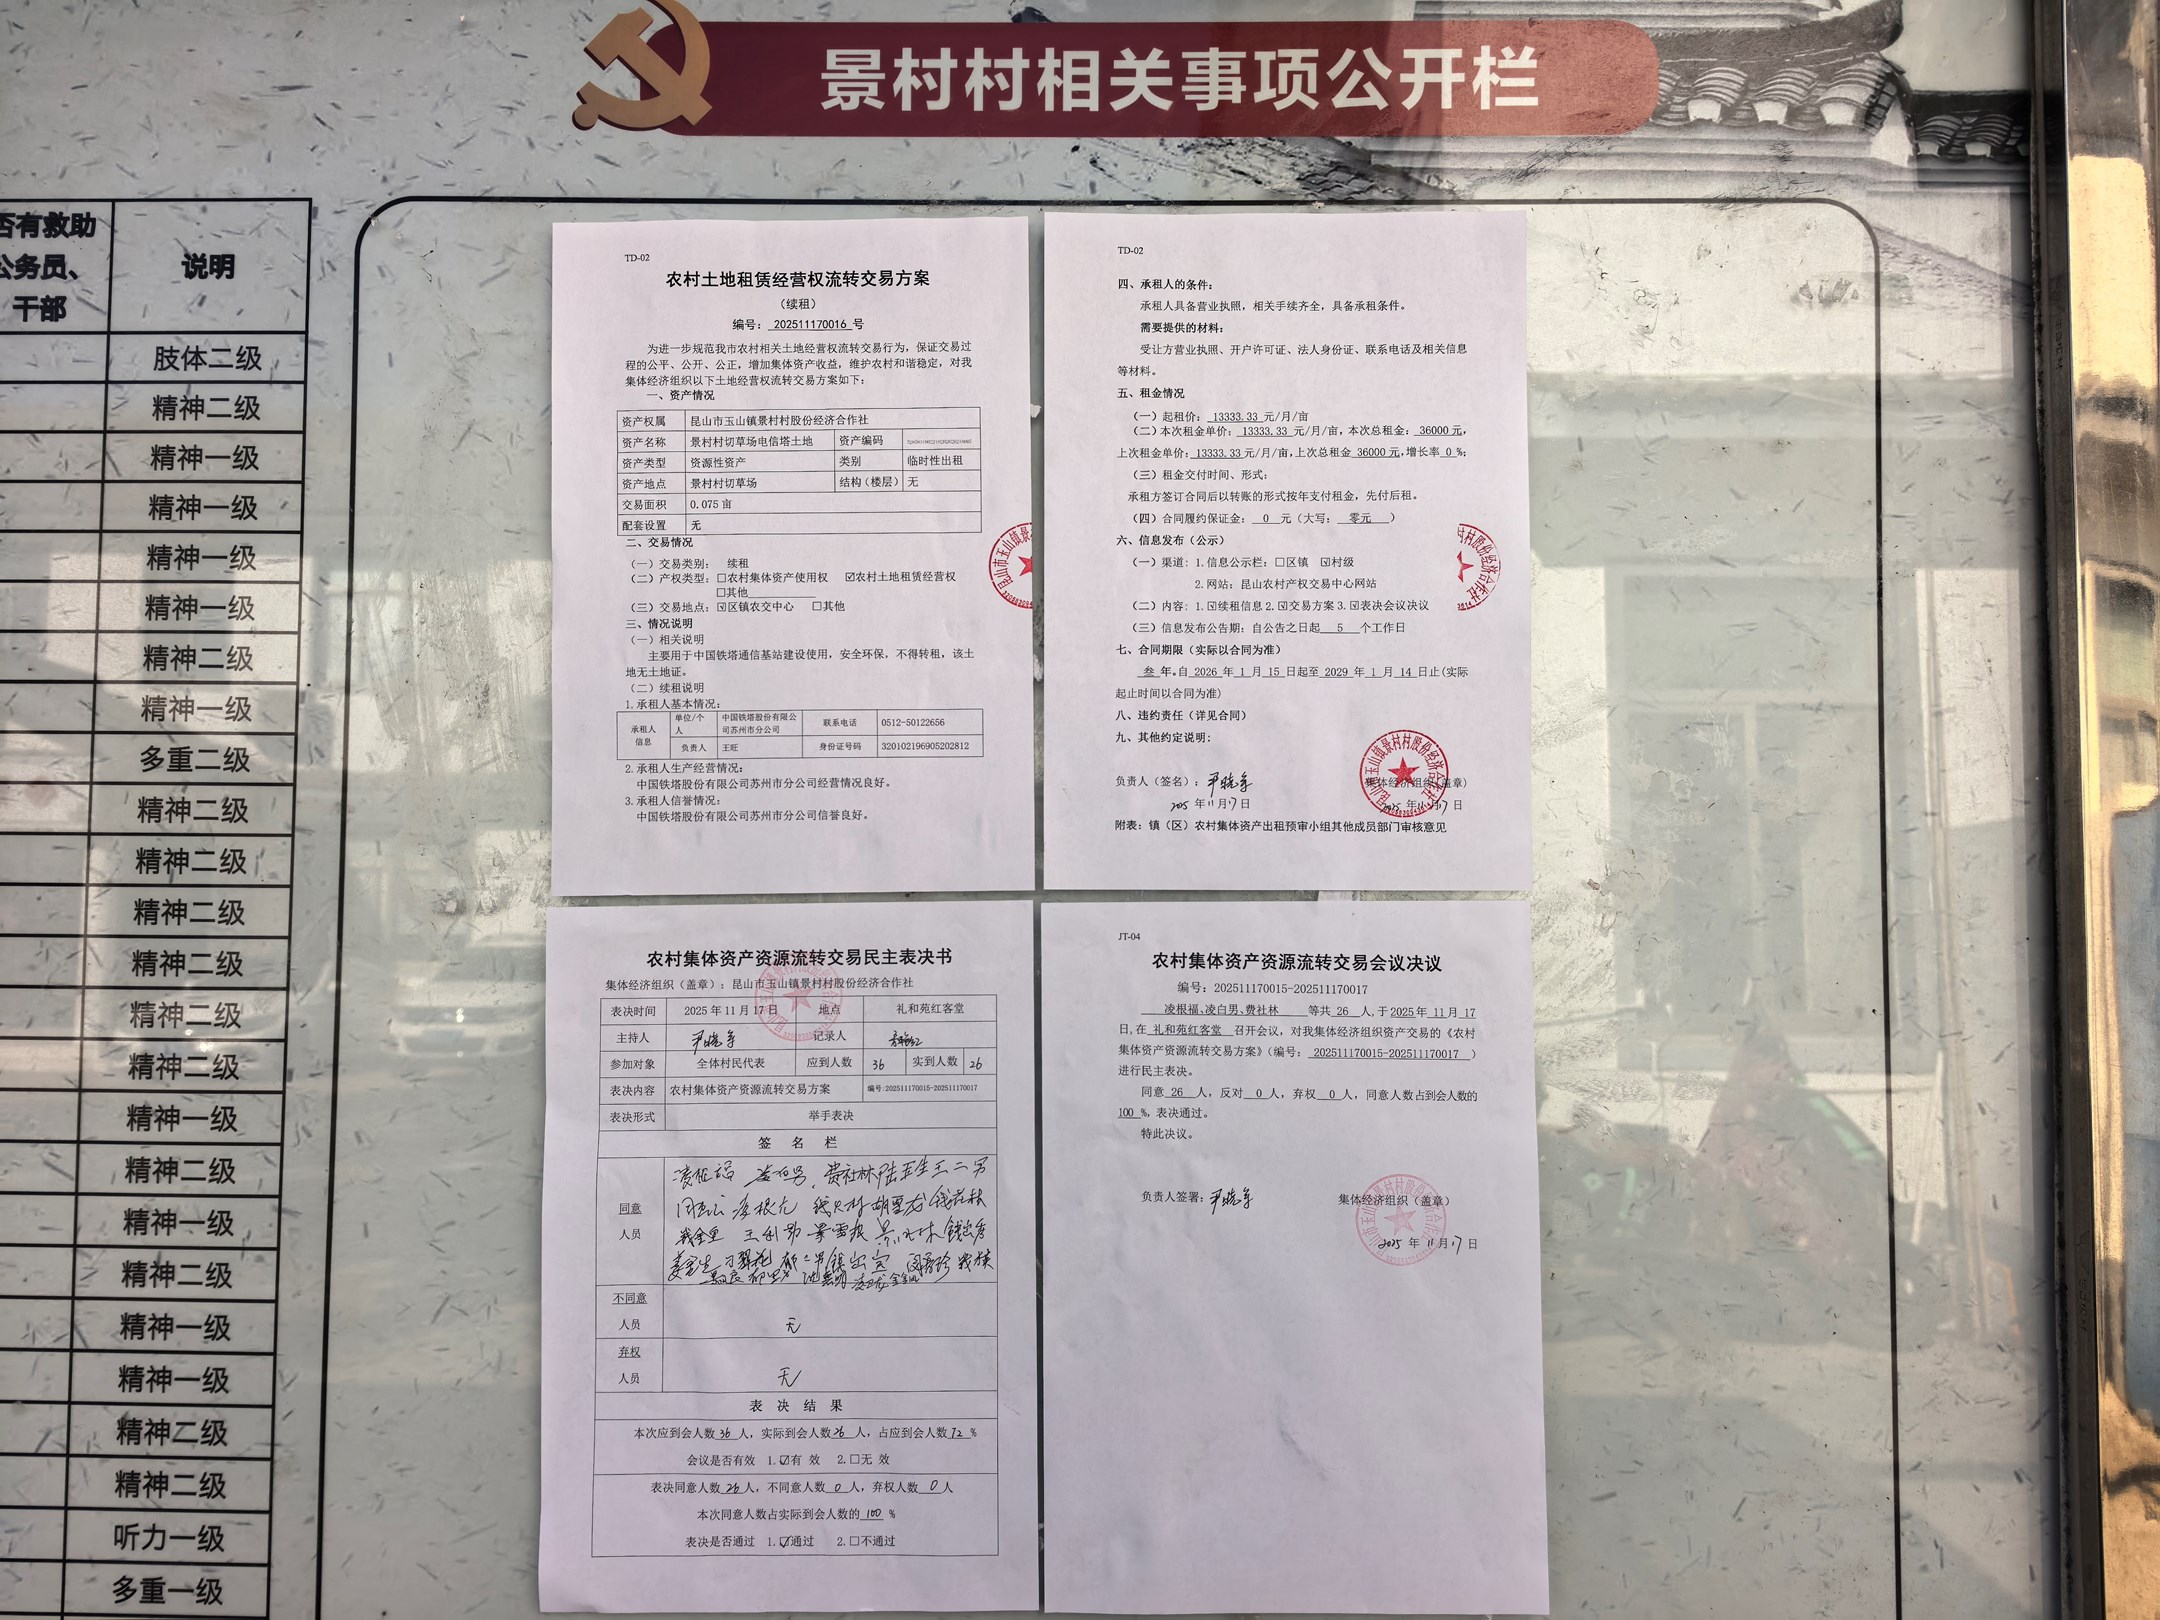 景村村相关事项公开栏
否有救助
公务员、
干部
说明
肢体二级
精神二级
精神一级
精神一级
精神一级
精神一级
精神二级
精神一级
多重二级
精神二级
精神二级
精神二级
精神二级
精神二级
精神二级
精神一级
精神二级
精神一级
精神二级
精神一级
精神一级
精神二级
精神二级
听力一级
多重一级
TD-02
农村土地租赁经营权流转交易方案
（续租）
编号：202511170016号
为进一步规范我市农村相关土地经营权流转交易行为，保证交易过
程的公平、公开、公正，增加集体资产收益，维护农村和谐稳定，对我
集体经济组织以下土地经营权流转交易方案如下：
一、资产情况
资产权属 昆山市玉山镇景村村股份经济合作社
资产名称 景村村切草场电信塔土地 资产编码
资产类型 资源性资产 类别 临时性出租
资产地点 景村村切草场 结构（楼层） 无
交易面积 0.075亩
配套设置 无
二、交易情况
（一）交易类别： 续租
（二）产权类型：☐农村集体资产使用权 ☑农村土地租赁经营权
☐其他
（三）交易地点：☑区镇农交中心 ☐其他
三、情况说明
（一）相关说明
主要用于中国铁塔通信基站建设使用，安全环保，不得转租，该土
地无土地证。
（二）续租说明
1.承租人基本情况：
承租人信息 单位/个人 中国铁塔股份有限公司苏州市分公司 联系电话 0512-50122656
负责人 王旺 身份证号码 320102196905202812
2.承租人生产经营情况：
中国铁塔股份有限公司苏州市分公司经营情况良好。
3.承租人信誉情况：
中国铁塔股份有限公司苏州市分公司信誉良好。
TD-02
四、承租人的条件：
承租人具备营业执照，相关手续齐全，具备承租条件。
需要提供的材料：
受让方营业执照、开户许可证、法人身份证、联系电话及相关信息
等材料。
五、租金情况
（一）起租价：13333.33元/月/亩
（二）本次租金单价：13333.33元/月/亩，本次总租金：36000元，
上次租金单价：13333.33元/月/亩，上次总租金36000元，增长率 0 %；
（三）租金交付时间、形式：
承租方签订合同后以转账的形式按年支付租金，先付后租。
（四）合同履约保证金： 0 元（大写： 零元 ）
六、信息发布（公示）
（一）渠道：1.信息公示栏：☐区镇 ☑村级
2.网站：昆山农村产权交易中心网站
（二）内容：1.☑续租信息2.☑交易方案3.☑表决会议决议
（三）信息发布公告期：自公告之日起 5 个工作日
七、合同期限（实际以合同为准）
叁 年。自 2026 年 1 月 15 日起至 2029 年 1 月 14 日止(实际
起止时间以合同为准)
八、违约责任（详见合同）
九、其他约定说明：
负责人（签名）：尹晓年 集体经济组织（盖章）
2025年11月17日 2025年11月17日
附表：镇（区）农村集体资产出租预审小组其他成员部门审核意见
农村集体资产资源流转交易民主表决书
集体经济组织（盖章）：昆山市玉山镇景村村股份经济合作社
表决时间 2025年11月17日 地点 礼和苑红客堂
主持人 尹晓年 记录人
参加对象 全体村民代表 应到人数 36 实到人数 26
表决内容 农村集体资产资源流转交易方案 编号:202511170015-202511170017
表决形式 举手表决
签 名 栏
同意
人员
不同意
人员 无
弃权
人员 无
表 决 结 果
本次应到会人数36人，实际到会人数26人，占应到会人数72%
会议是否有效 1.☑有 效 2.☐无 效
表决同意人数26人，不同意人数0人，弃权人数0人
本次同意人数占实际到会人数的100%
表决是否通过 1.☑通过 2.☐不通过
JT-04
农村集体资产资源流转交易会议决议
编号：202511170015-202511170017
凌根福、凌白男、费社林 等共 26 人，于2025年 11月 17
日，在 礼和苑红客堂 召开会议，对我集体经济组织资产交易的《农村
集体资产资源流转交易方案》（编号：202511170015-202511170017）
进行民主表决。
同意 26 人，反对 0 人，弃权 0 人，同意人数占到会人数的
100 %，表决通过。
特此决议。
负责人签署：尹晓年 集体经济组织（盖章）
2025年11月17日